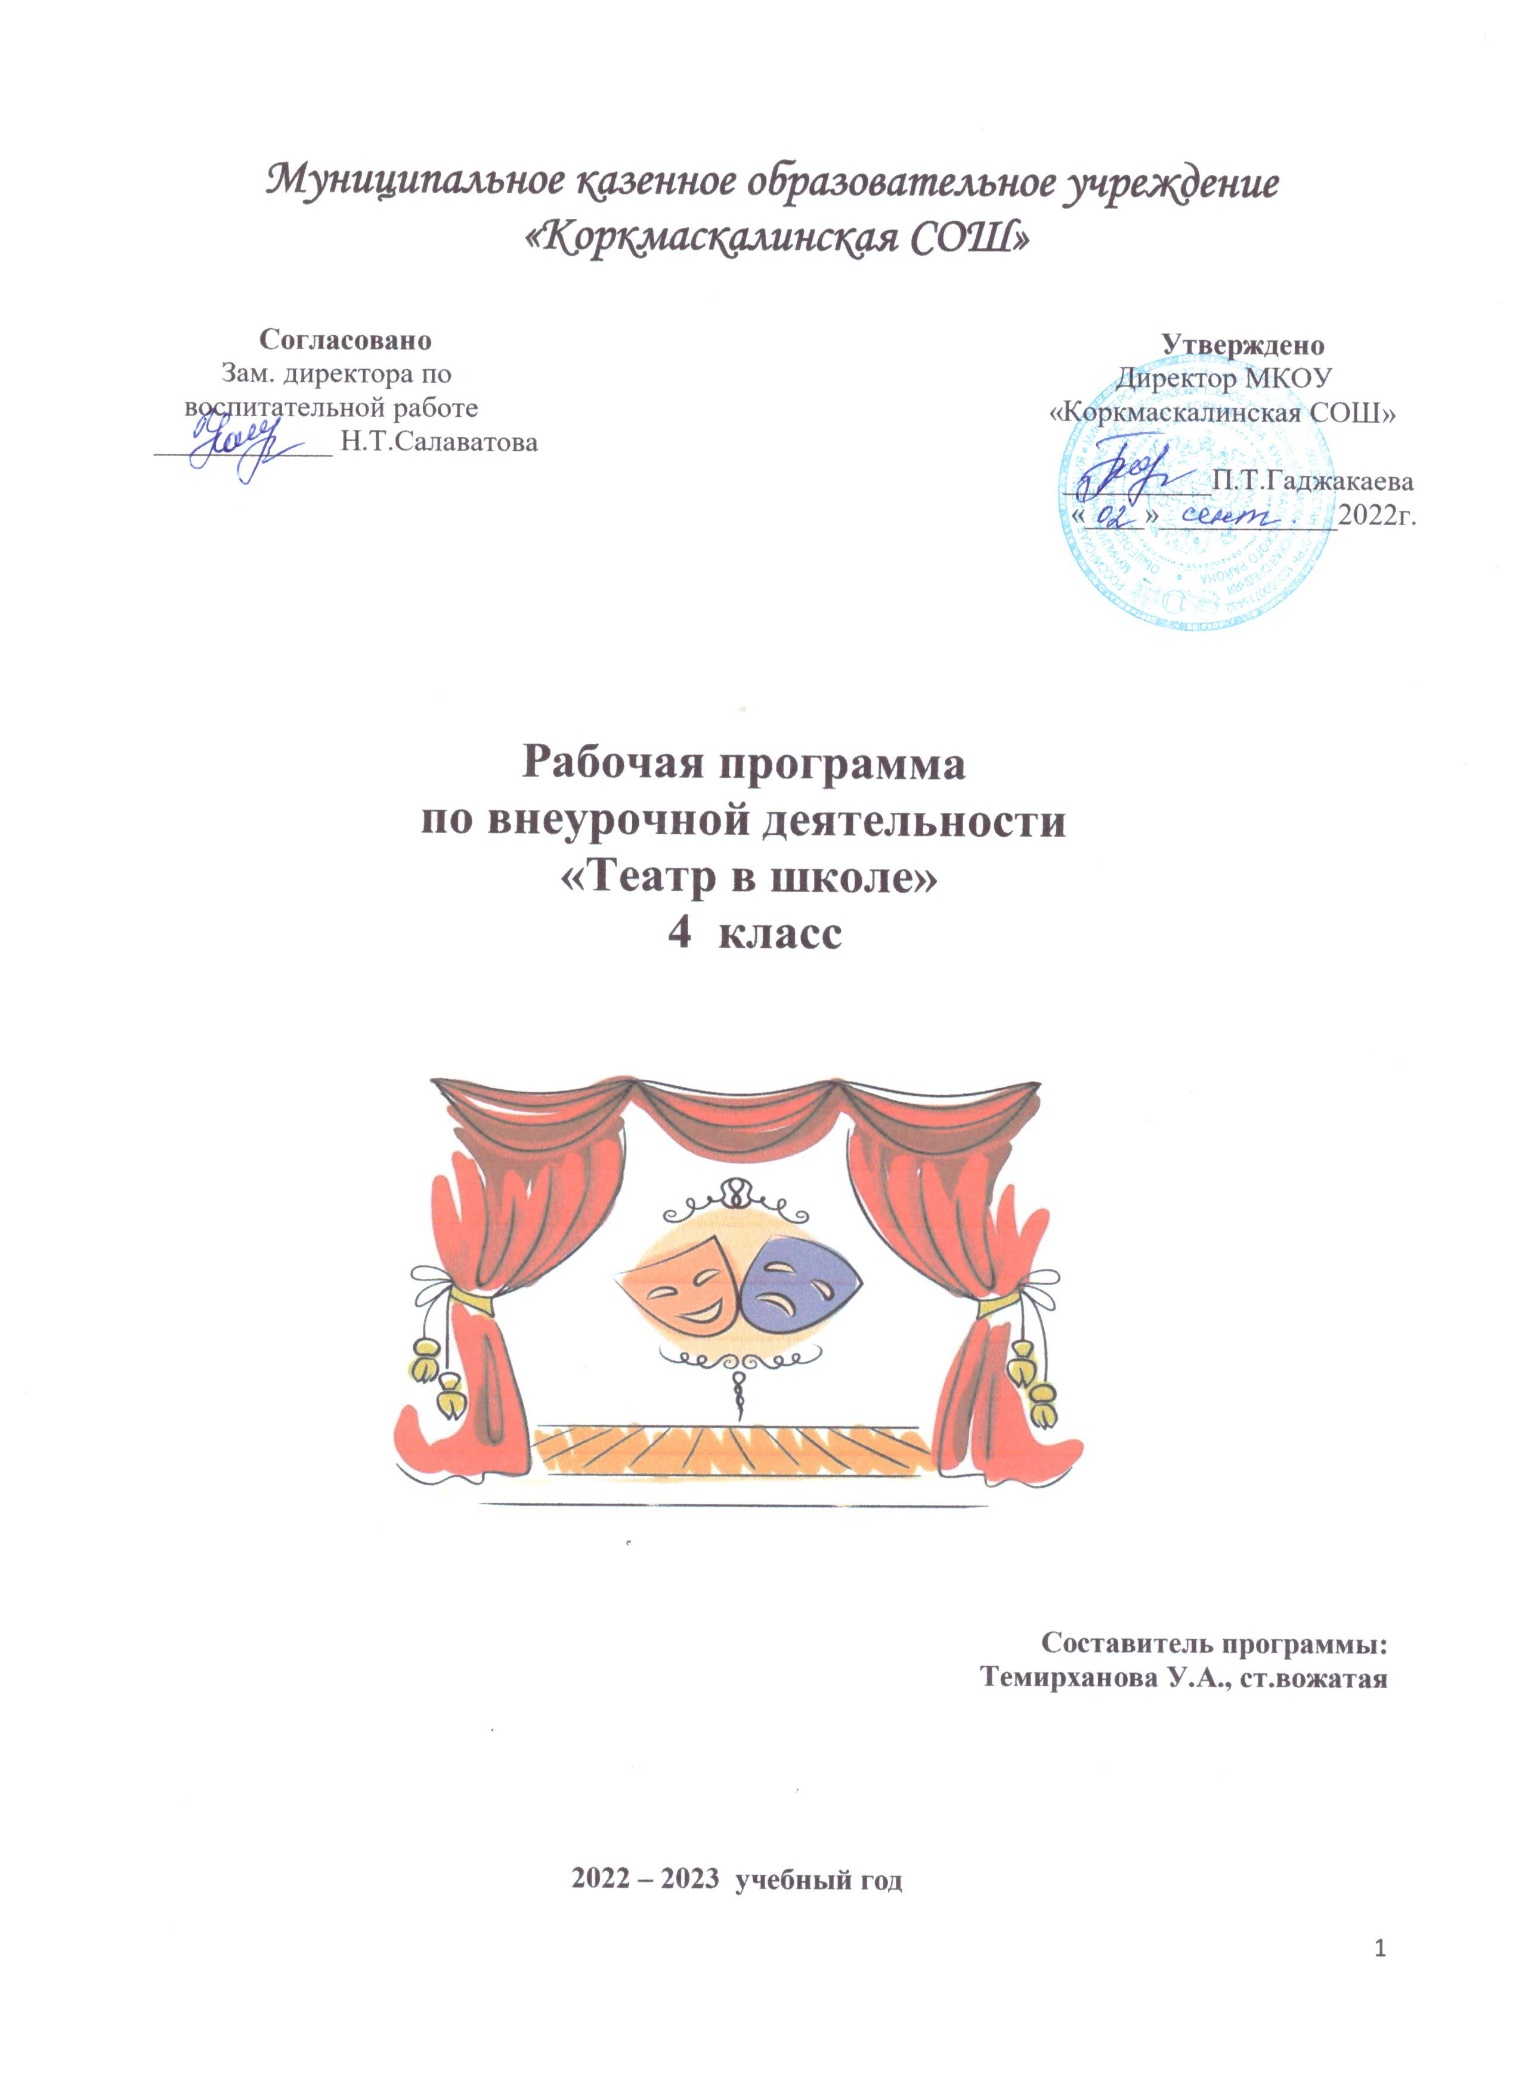 Муниципальное казенное образовательное учреждение
«Коркмаскалинская СОШ»
Согласовано
Зам. директора по
воспитательной работе
____________ Н.Т.Салаватова
Утверждено
Директор МКОУ
«Коркмаскалинская СОШ»
__________П.Т.Гаджакаева
«02» сент. 2022г.
Рабочая программа
по внеурочной деятельности
«Театр в школе»
4 класс
Составитель программы:
Темирханова У.А., ст.вожатая
2022 – 2023 учебный год
1